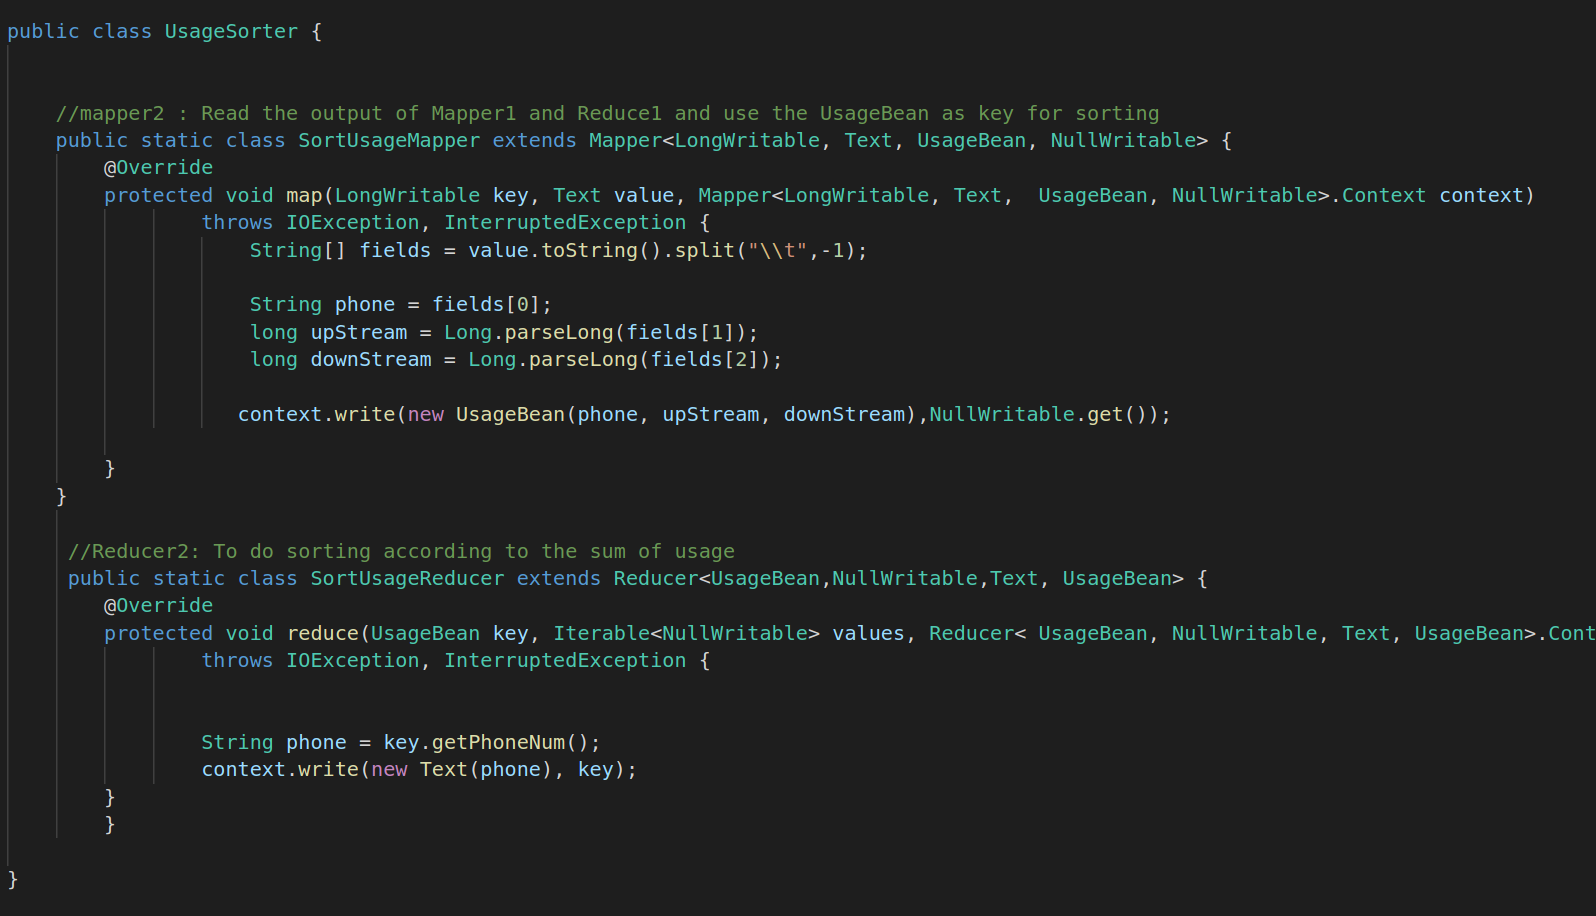 public class UsageSorter {
//mapper2 : Read the output of Mapper1 and Reduce1 and use the UsageBean as key for sorting
public static class SortUsageMapper extends Mapper<LongWritable, Text, UsageBean, NullWritable> {
@Override
protected void map(LongWritable key, Text value, Mapper<LongWritable, Text,  UsageBean, NullWritable>.Context context)
throws IOException, InterruptedException {
String[] fields = value.toString().split("\\t",-1);
String phone = fields[0];
long upStream = Long.parseLong(fields[1]);
long downStream = Long.parseLong(fields[2]);
context.write(new UsageBean(phone, upStream, downStream),NullWritable.get());
}
}
//Reducer2: To do sorting according to the sum of usage
public static class SortUsageReducer extends Reducer<UsageBean,NullWritable,Text, UsageBean> {
@Override
protected void reduce(UsageBean key, Iterable<NullWritable> values, Reducer< UsageBean, NullWritable, Text, UsageBean>.Cont
throws IOException, InterruptedException {
String phone = key.getPhoneNum();
context.write(new Text(phone), key);
}
}
}